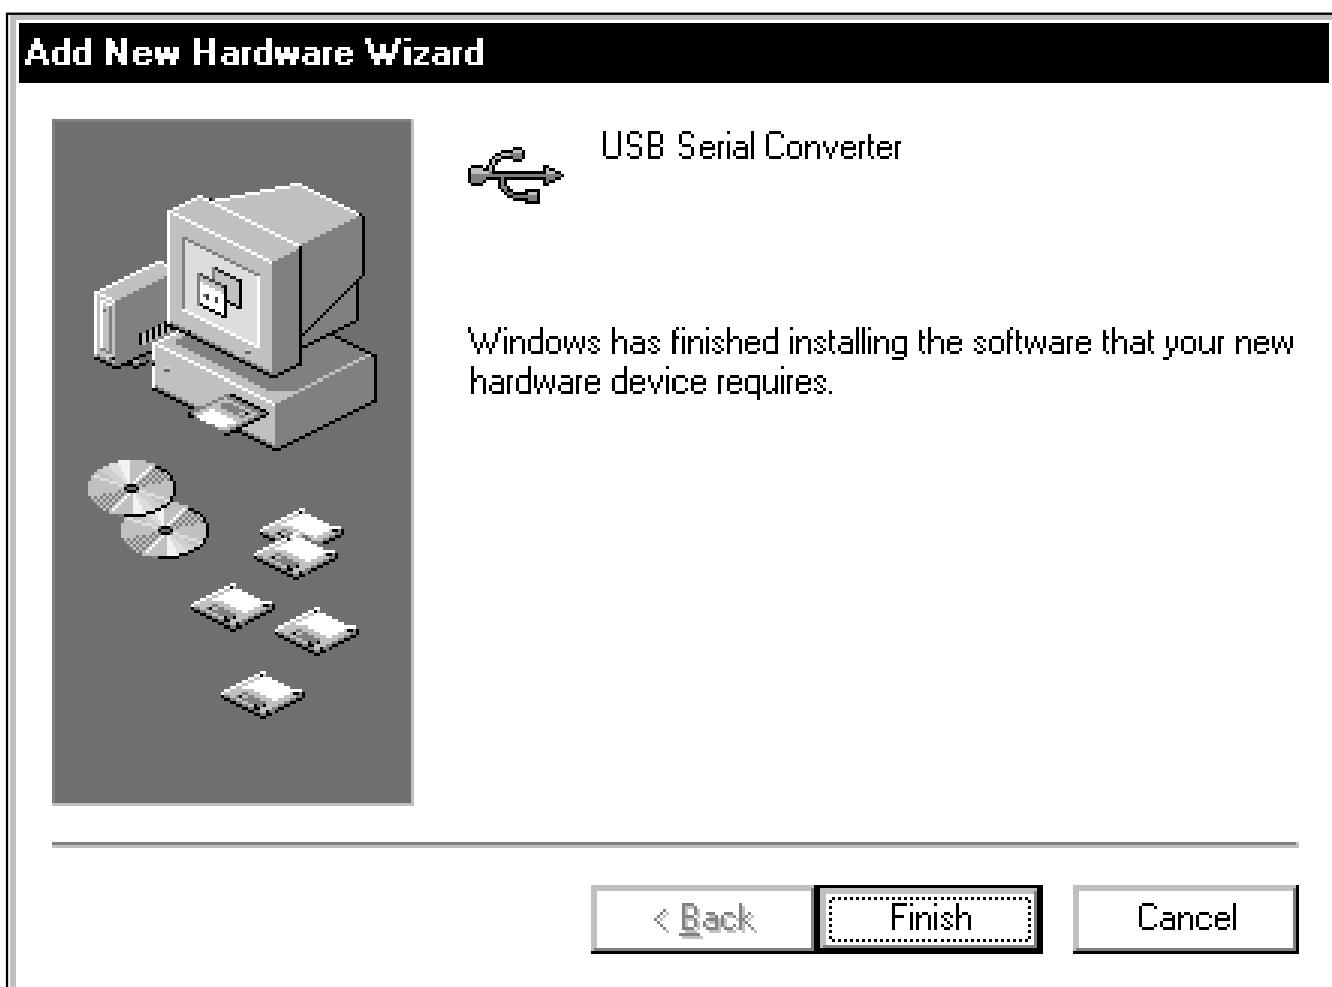 Add New Hardware Wizard
USB Serial Converter
Windows has finished installing the software that your new
hardware device requires.
< Back
Finish
Cancel